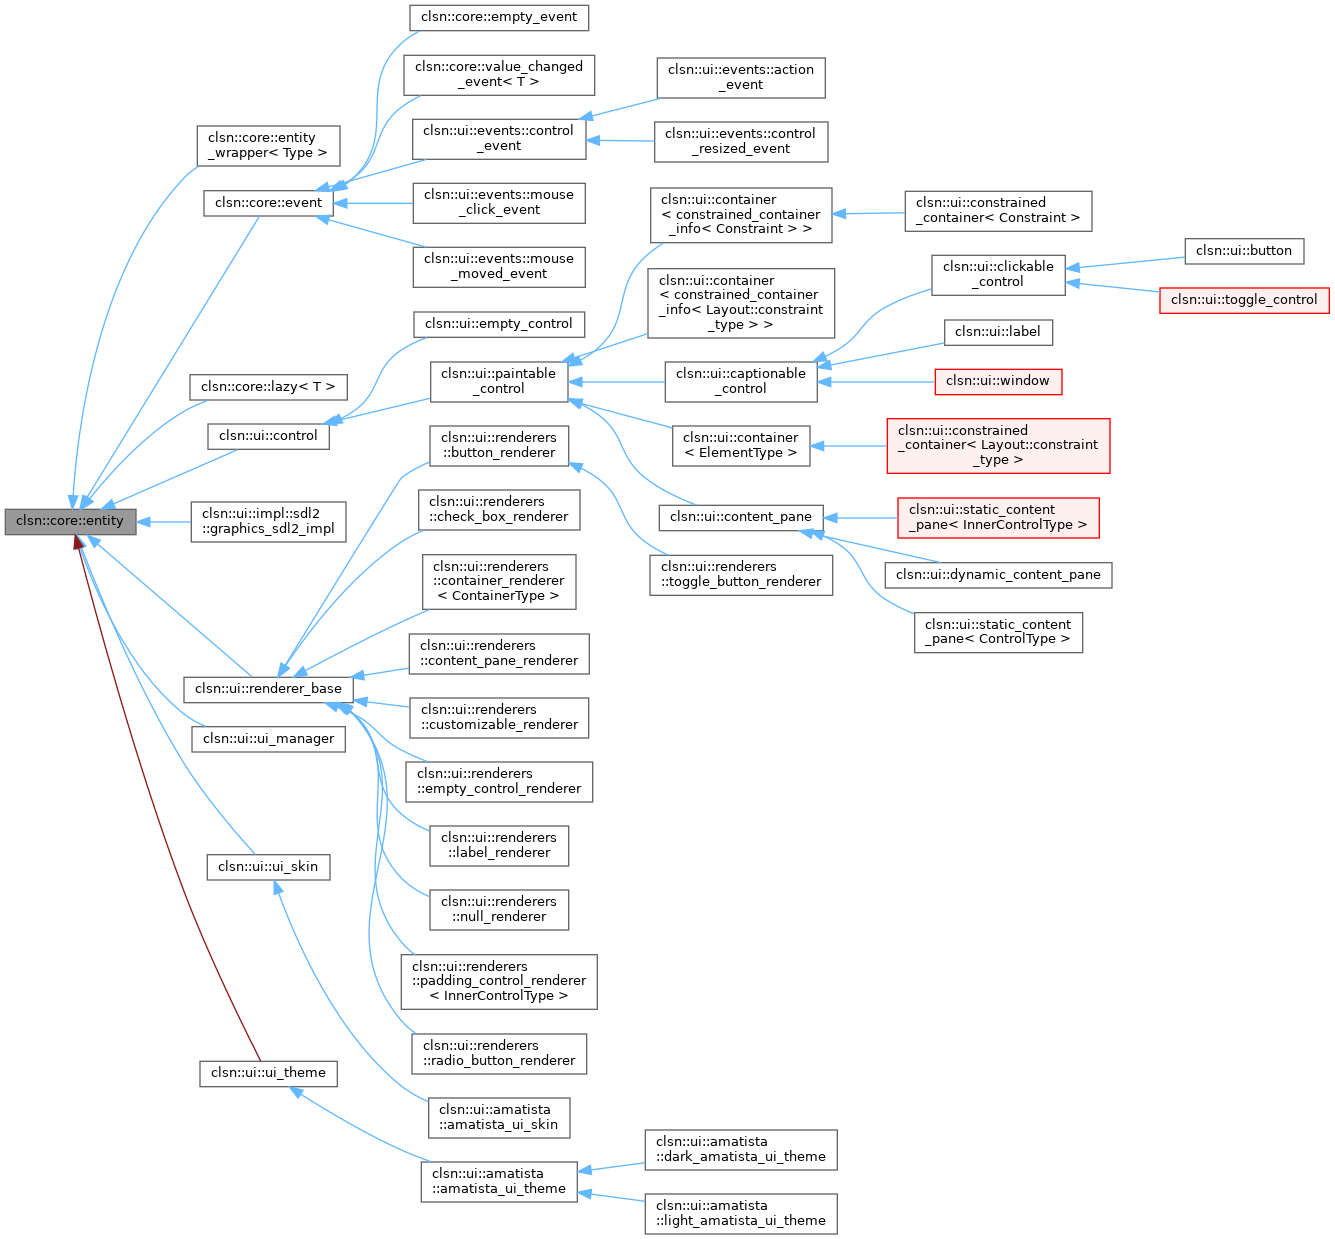 clsn::core::empty_event
clsn::core::value_changed
_event< T >
clsn::ui::events::action
_event
clsn::core::entity
_wrapper< Type >
clsn::ui::events::control
_event
clsn::ui::events::control
_resized_event
clsn::core::event
clsn::ui::events::mouse
_click_event
clsn::ui::container
< constrained_container
_info< Constraint > >
clsn::ui::constrained
_container< Constraint >
clsn::ui::events::mouse
_moved_event
clsn::ui::button
clsn::ui::clickable
_control
clsn::ui::toggle_control
clsn::ui::container
< constrained_container
_info< Layout::constraint
_type > >
clsn::ui::empty_control
clsn::ui::label
clsn::core::lazy< T >
clsn::ui::paintable
_control
clsn::ui::captionable
_control
clsn::ui::window
clsn::ui::control
clsn::ui::renderers
::button_renderer
clsn::ui::container
< ElementType >
clsn::ui::constrained
_container< Layout::constraint
_type >
clsn::core::entity
clsn::ui::impl::sdl2
::graphics_sdl2_impl
clsn::ui::renderers
::check_box_renderer
clsn::ui::content_pane
clsn::ui::static_content
_pane< InnerControlType >
clsn::ui::renderers
::container_renderer
< ContainerType >
clsn::ui::renderers
::toggle_button_renderer
clsn::ui::dynamic_content_pane
clsn::ui::static_content
_pane< ControlType >
clsn::ui::renderers
::content_pane_renderer
clsn::ui::renderer_base
clsn::ui::renderers
::customizable_renderer
clsn::ui::ui_manager
clsn::ui::renderers
::empty_control_renderer
clsn::ui::renderers
::label_renderer
clsn::ui::ui_skin
clsn::ui::renderers
::null_renderer
clsn::ui::renderers
::padding_control_renderer
< InnerControlType >
clsn::ui::renderers
::radio_button_renderer
clsn::ui::ui_theme
clsn::ui::amatista
::amatista_ui_skin
clsn::ui::amatista
::amatista_ui_theme
clsn::ui::amatista
::dark_amatista_ui_theme
clsn::ui::amatista
::light_amatista_ui_theme